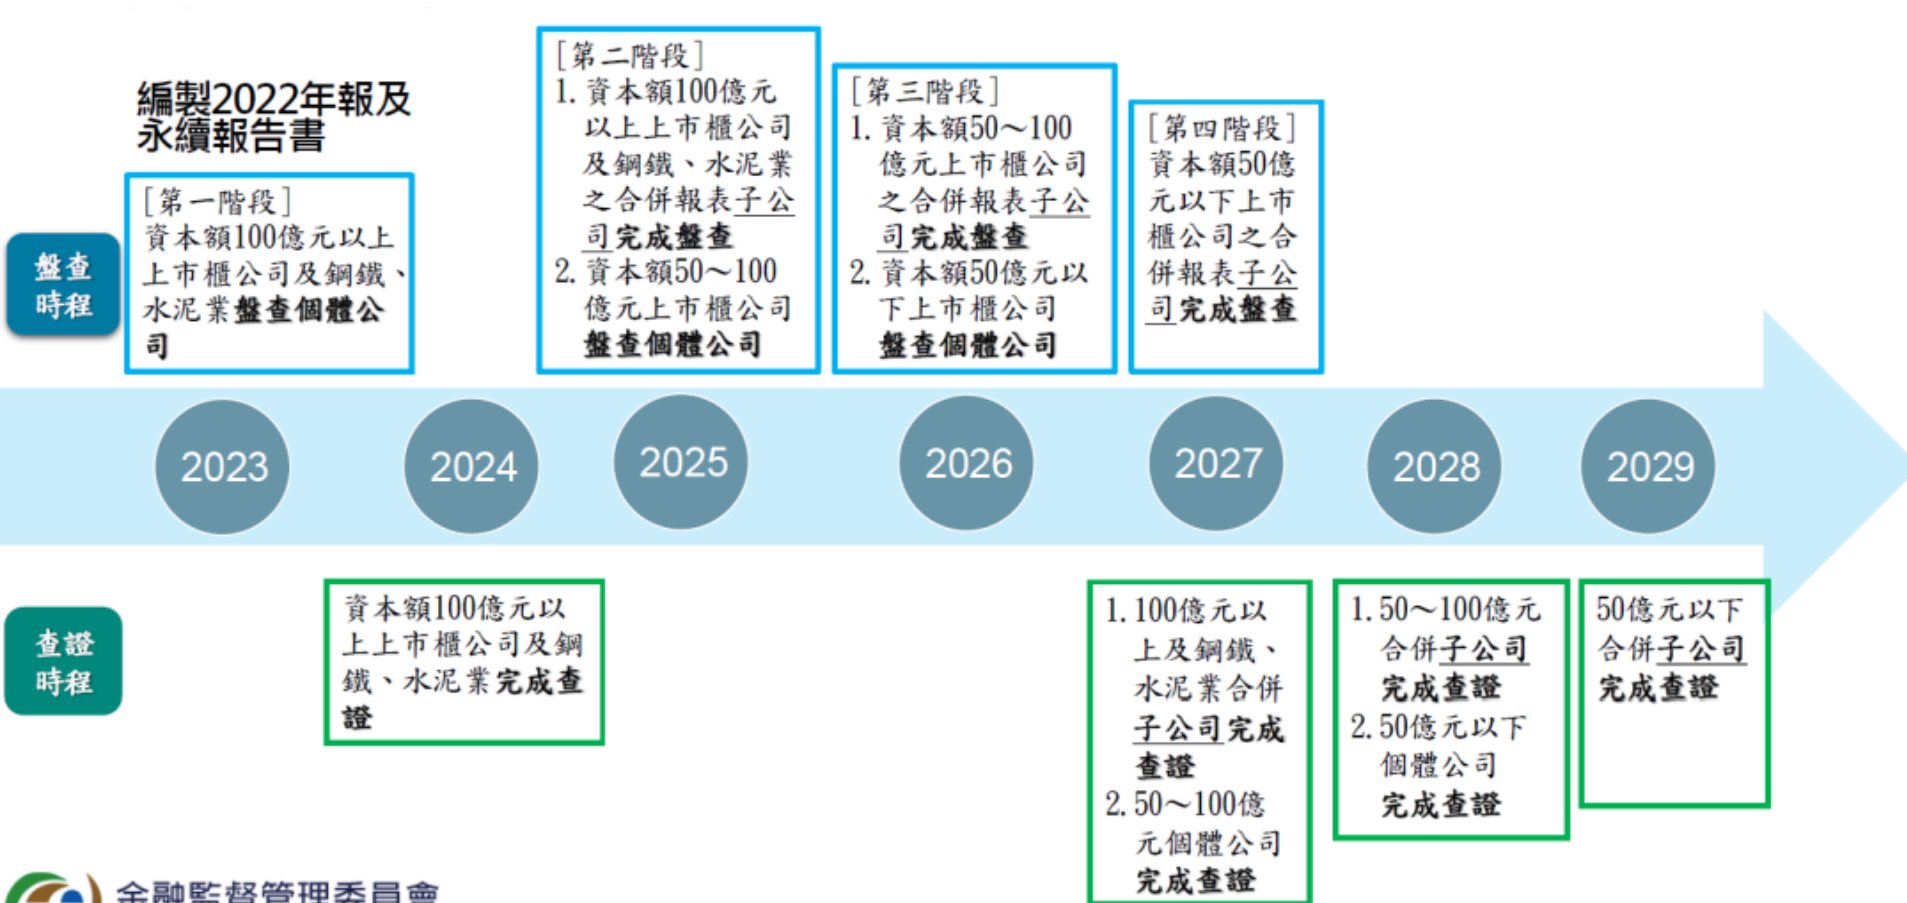 編製2022年報及
永續報告書
盤查
時程
[第一階段]
資本額100億元以上
上市櫃公司及鋼鐵、
水泥業盤查個體公
司
[第二階段]
1. 資本額100億元
以上上市櫃公司
及鋼鐵、水泥業
之合併報表子公
司完成盤查
2. 資本額50～100
億元上市櫃公司
盤查個體公司
[第三階段]
1. 資本額50～100
億元上市櫃公司
之合併報表子公
司完成盤查
2. 資本額50億元以
下上市櫃公司
盤查個體公司
[第四階段]
資本額50億
元以下上市
櫃公司之合
併報表子公
司完成盤查
2023
2024
2025
2026
2027
2028
2029
查證
時程
資本額100億元以
上上市櫃公司及鋼
鐵、水泥業完成查
證
1. 100億元以
上及鋼鐵、
水泥業合併
子公司完成
查證
2. 50～100億
元個體公司
完成查證
1. 50～100億元
合併子公司
完成查證
2. 50億元以下
個體公司
完成查證
50億元以下
合併子公司
完成查證
金融監督管理委員會